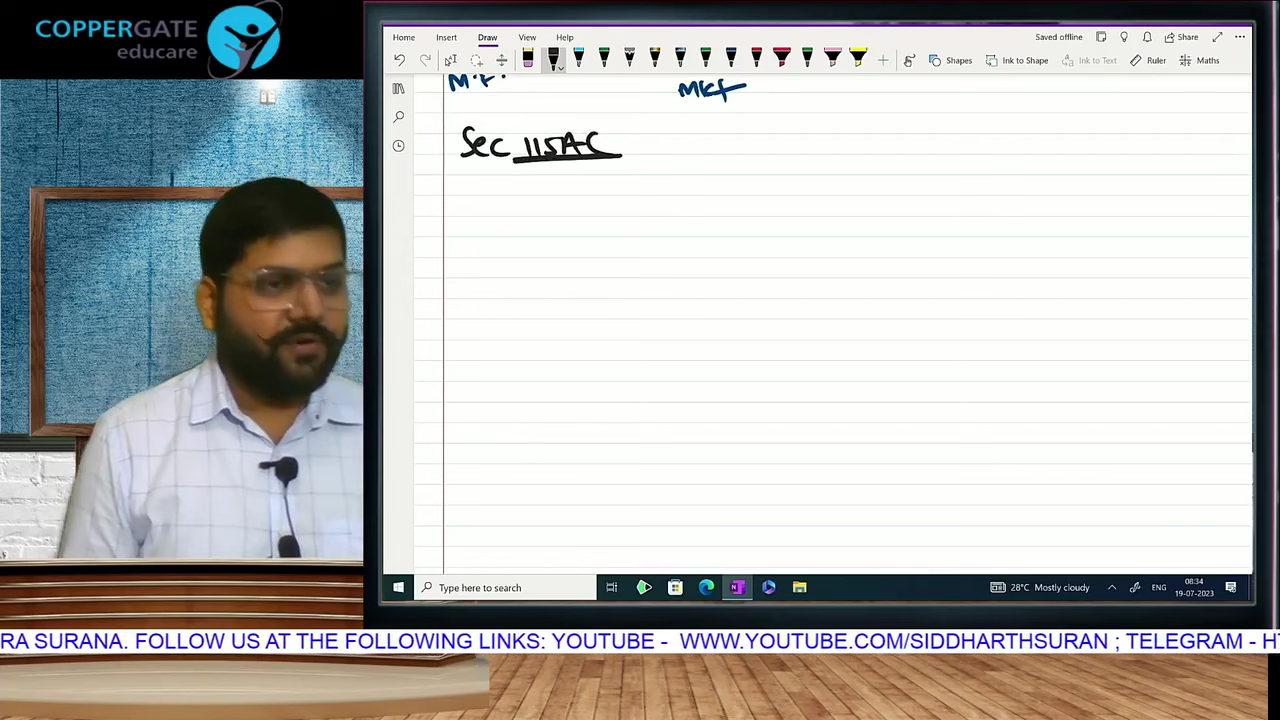 COPPERGATE
educare
Home Insert Draw View Help
Saved offline
Share
Shapes
Ink to Shape
Ink to Text
Ruler
Maths
M.F.
Sec 115AC
Type here to search
28°C Mostly cloudy
ENG
08:34
19-07-2023
RA SURANA. FOLLOW US AT THE FOLLOWING LINKS: YOUTUBE - WWW.YOUTUBE.COM/SIDDHARTHSURAN ; TELEGRAM - H